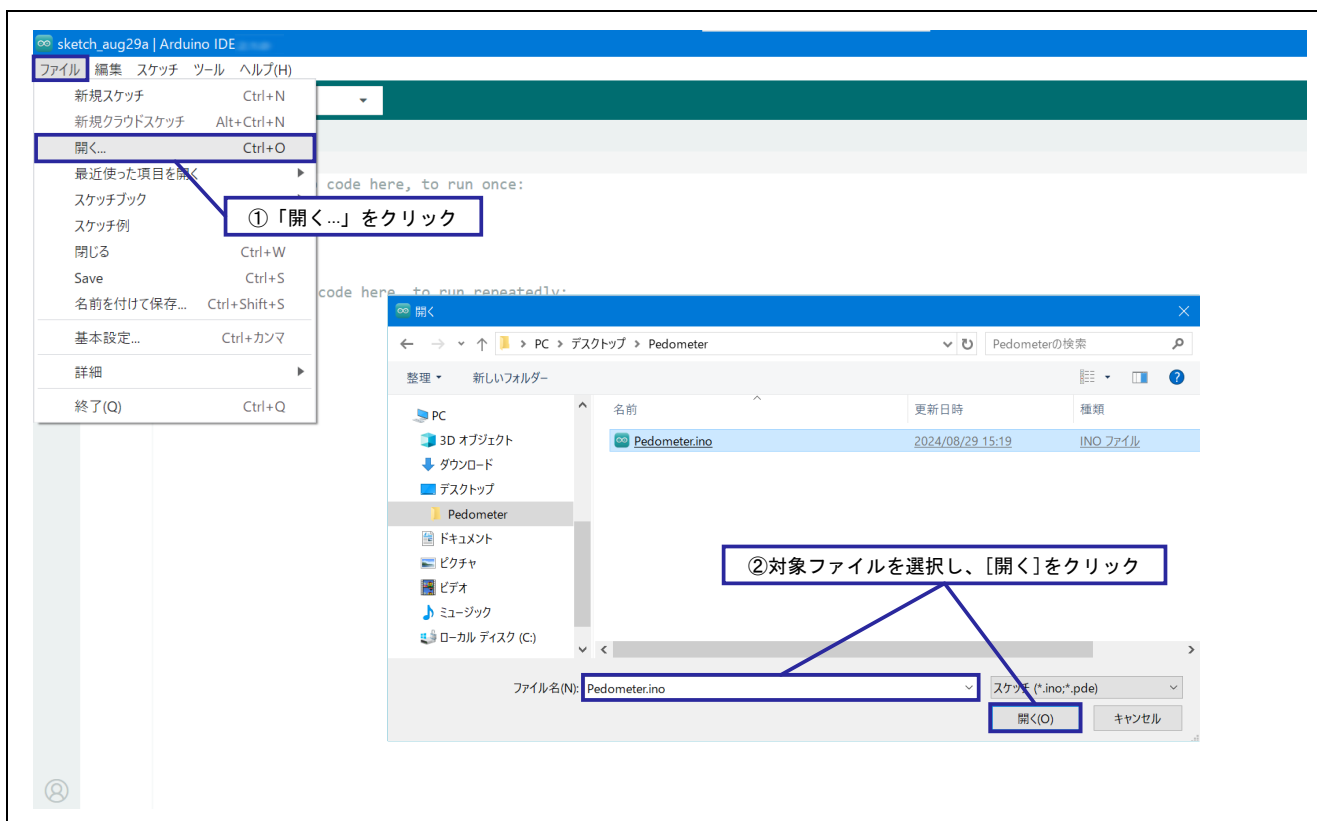 sketch_aug29a | Arduino IDE
ファイル 編集 スケッチ ツール ヘルプ(H)
新規スケッチ Ctrl+N
新規クラウドスケッチ Alt+Ctrl+N
開く... Ctrl+O
最近使った項目を開く
スケッチブック
スケッチ例
閉じる Ctrl+W
Save Ctrl+S
名前を付けて保存... Ctrl+Shift+S
基本設定... Ctrl+カンマ
詳細
終了(Q) Ctrl+Q
code here, to run once:
①「開く…」をクリック
code here, to run repeatedly:
開く
PC > デスクトップ > Pedometer
Pedometerの検索
整理 新しいフォルダー
名前 更新日時 種類
PC
3D オブジェクト
ダウンロード
デスクトップ
Pedometer
ドキュメント
ピクチャ
ビデオ
ミュージック
ローカル ディスク (C:)
Pedometer.ino 2024/08/29 15:19 INO ファイル
②対象ファイルを選択し、[開く]をクリック
ファイル名(N): Pedometer.ino スケッチ (*.ino;*.pde)
開く(O) キャンセル